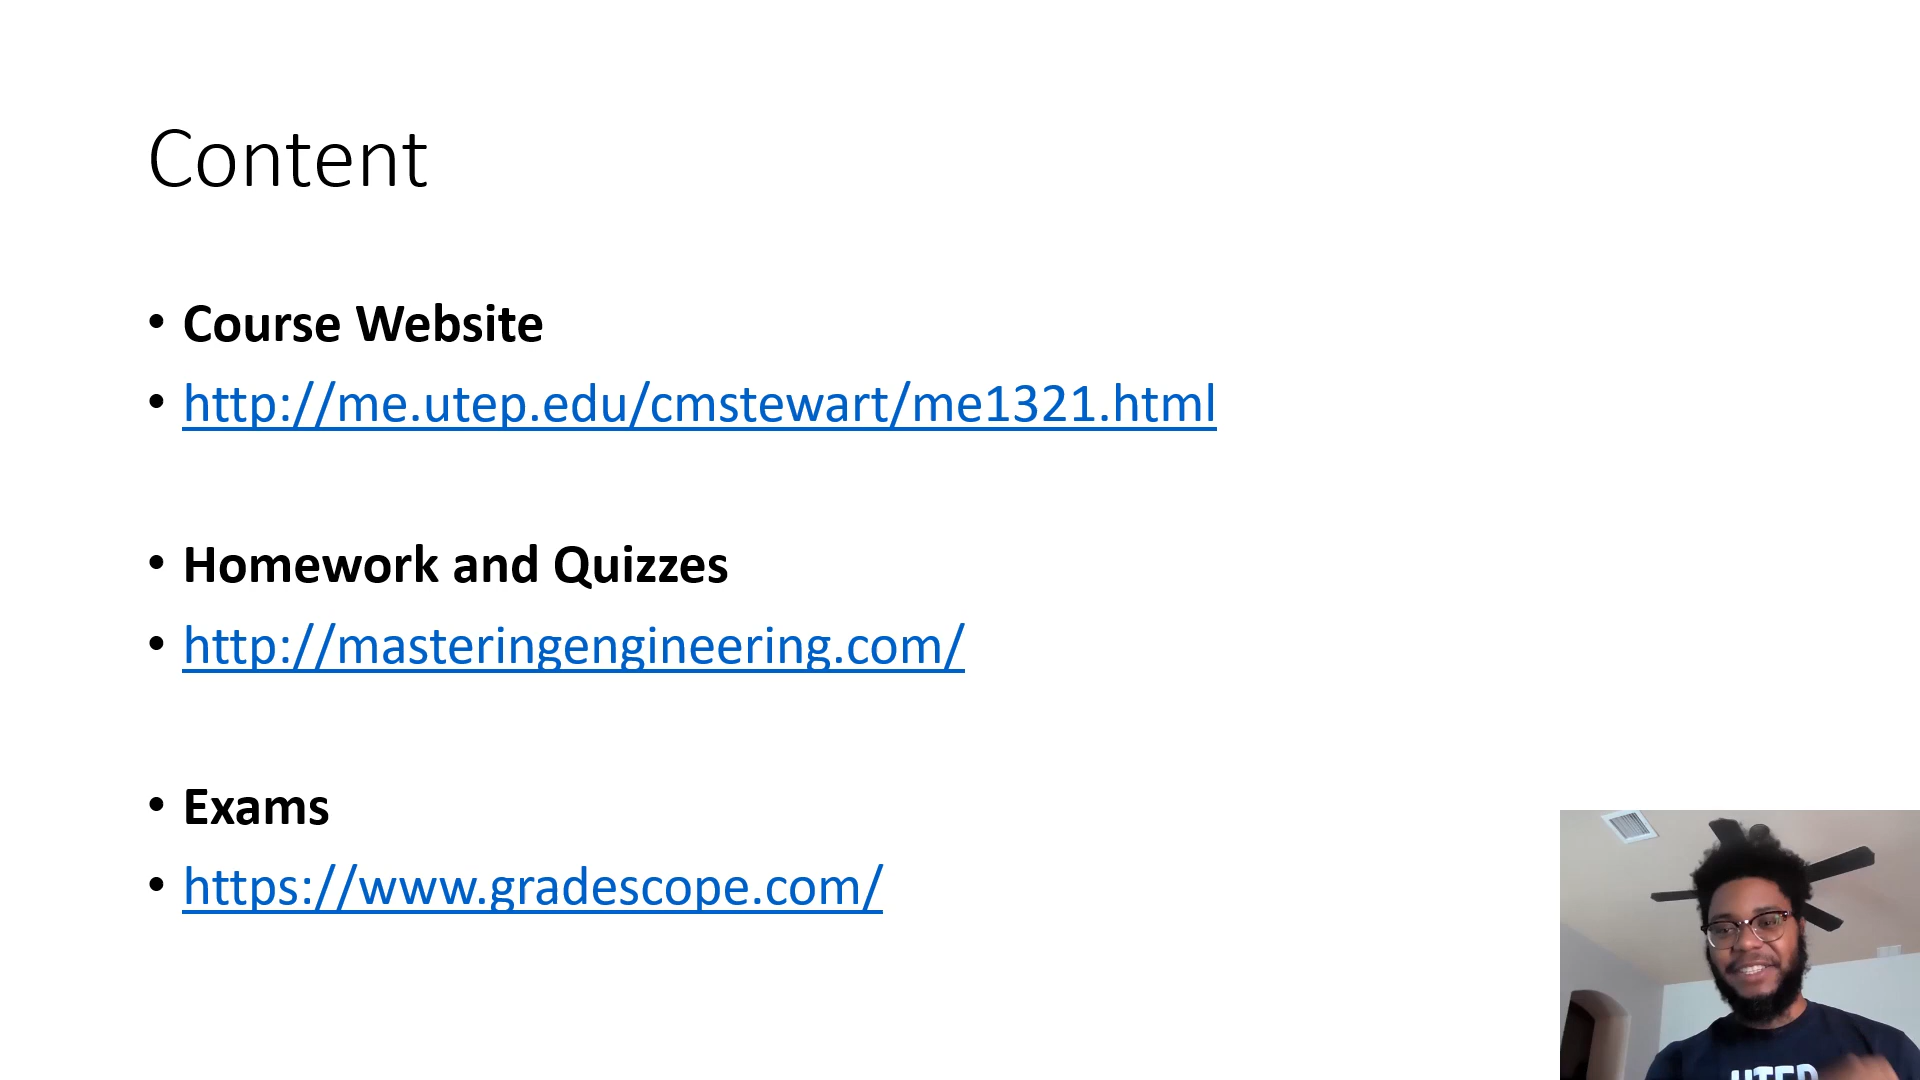 Content
• Course Website
• http://me.utep.edu/cmstewart/me1321.html
• Homework and Quizzes
• http://masteringengineering.com/
• Exams
• https://www.gradescope.com/
UTEP